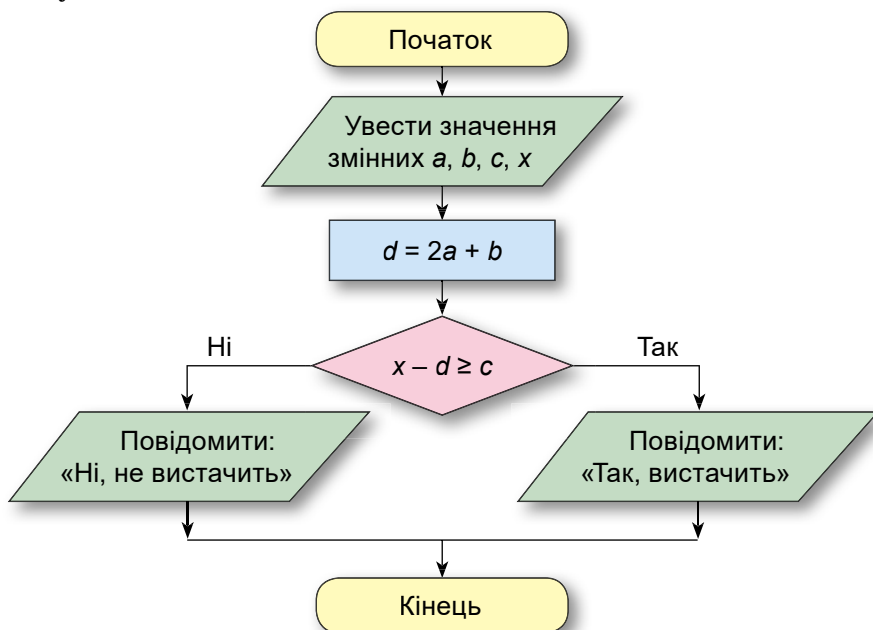 Початок
Увести значення
змінних a, b, c, x
d = 2a + b
x – d ≥ c
Ні
Так
Повідомити:
«Ні, не вистачить»
Повідомити:
«Так, вистачить»
Кінець